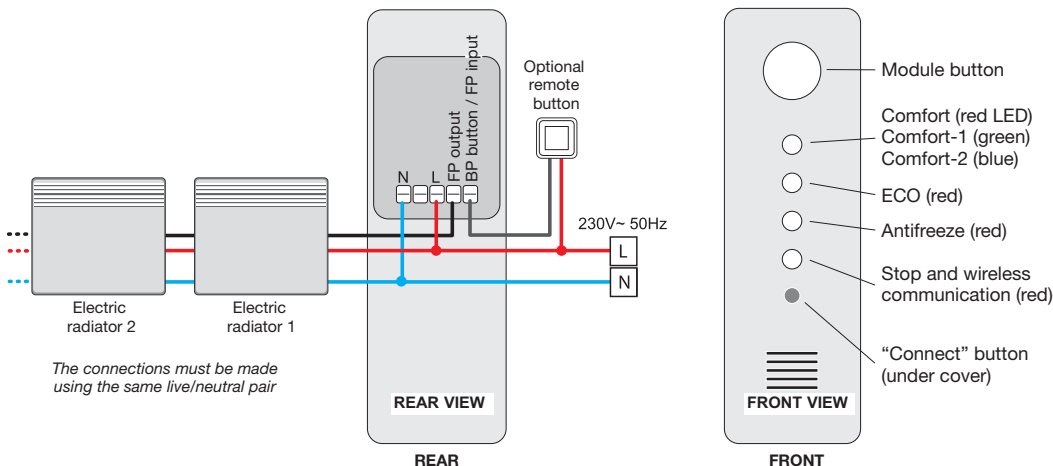 N
L
FP output
BP button / FP input
Optional
remote
button
230V~ 50Hz
L
N
Electric
radiator 2
Electric
radiator 1
The connections must be made
using the same live/neutral pair
REAR VIEW
REAR
Module button
Comfort (red LED)
Comfort-1 (green)
Comfort-2 (blue)
ECO (red)
Antifreeze (red)
Stop and wireless
communication (red)
“Connect” button
(under cover)
FRONT VIEW
FRONT